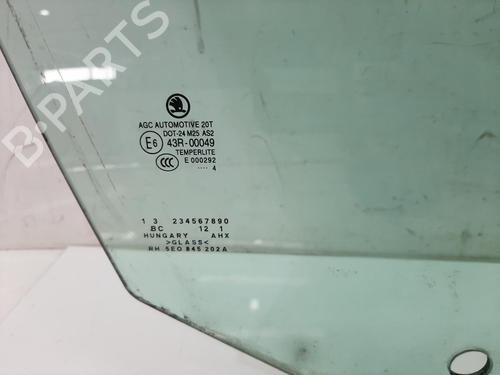 B-PARTS
AGC AUTOMOTIVE 20T
DOT-24 M25 AS2
E6 43R-00049
TEMPERLITE
CCC E 000292
.... 4
1 3 234567890
BC 12 1
HUNGARY AHX
>GLASS<
RH 5E0 845 202A